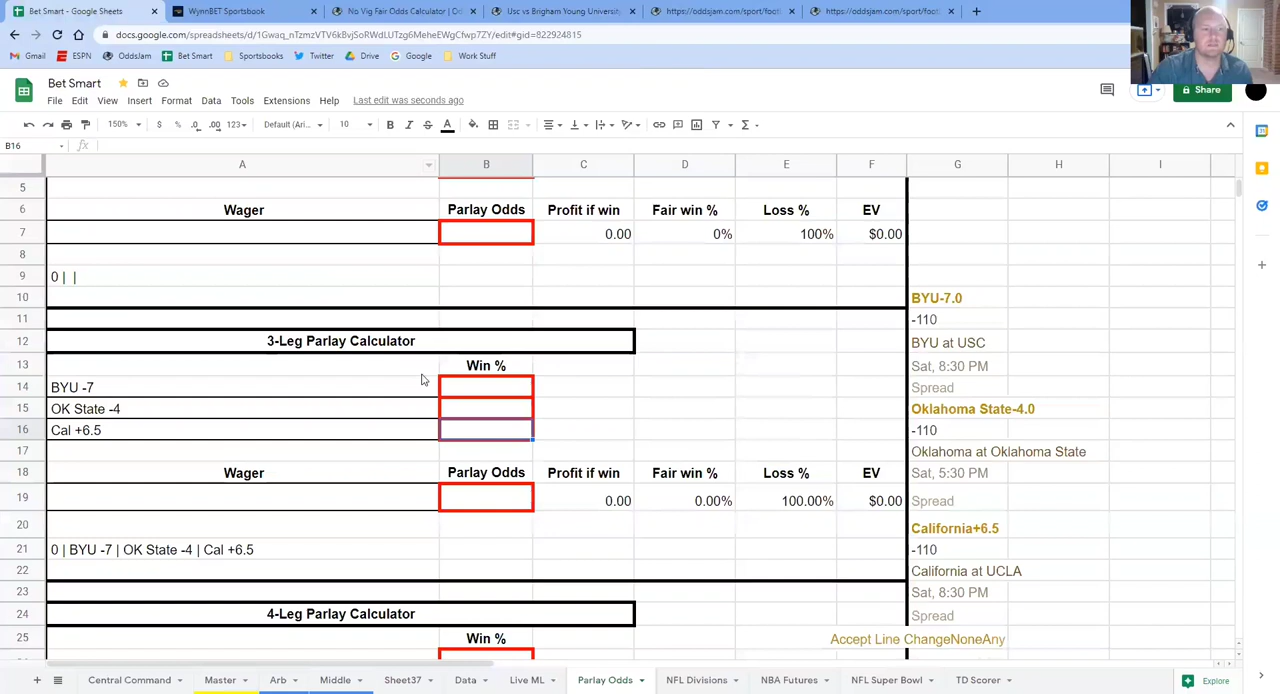 Bet Smart - Google Sheets
WynnBET Sportsbook
No Vig Fair Odds Calculator | Od
Usc vs Brigham Young University
https://oddsjam.com/sport/footl
https://oddsjam.com/sport/footl
docs.google.com/spreadsheets/d/1Gwaq_nTzmzVTV6kBvjSoRWdLUTzg6MeheEWgCfwp7ZY/edit#gid=822924815
Gmail ESPN OddsJam Bet Smart Sportsbooks Twitter Drive Google Work Stuff
Bet Smart
File Edit View Insert Format Data Tools Extensions Help Last edit was seconds ago
Share
150% $ % .0 .00 123 Default (Ari... 10 B I S A
B16 fx
A B C D E F G H I
5
6 Wager Parlay Odds Profit if win Fair win % Loss % EV
7 0.00 0% 100% $0.00
8
9 0 | |
10 BYU-7.0
11 -110
12 3-Leg Parlay Calculator BYU at USC
13 Win % Sat, 8:30 PM
14 BYU -7 Spread
15 OK State -4 Oklahoma State-4.0
16 Cal +6.5 -110
17 Oklahoma at Oklahoma State
18 Wager Parlay Odds Profit if win Fair win % Loss % EV Sat, 5:30 PM
19 0.00 0.00% 100.00% $0.00 Spread
20 California+6.5
21 0 | BYU -7 | OK State -4 | Cal +6.5 -110
22 California at UCLA
23 Sat, 8:30 PM
24 4-Leg Parlay Calculator Spread
25 Win % Accept Line ChangeNoneAny
Central Command Master Arb Middle Sheet37 Data Live ML Parlay Odds NFL Divisions NBA Futures NFL Super Bowl TD Scorer Explore